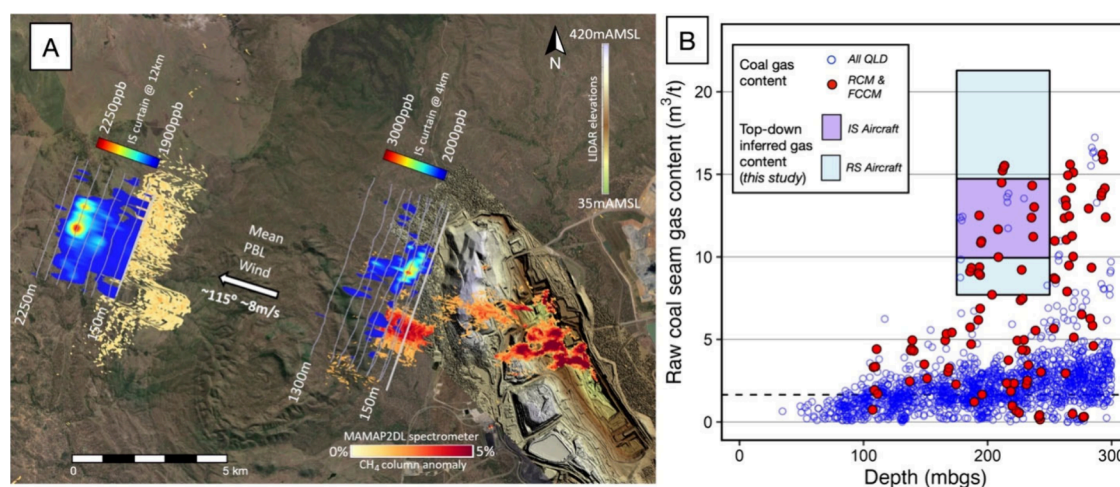 A
2250ppb
IS curtain @ 12km
1900ppb
3000ppb
IS curtain @ 4km
2000ppb
N
420mAMSL
LIDAR elevations
35mAMSL
Mean
PBL
Wind
~115° ~8m/s
2250m
150m
1300m
150m
MAMAP2DL spectrometer
0%
5%
CH₄ column anomaly
0
5 km
B
Raw coal seam gas content (m³/t)
20
15
10
5
0
Coal gas
content
All QLD
RCM &
FCCM
Top-down
inferred gas
content
(this study)
IS Aircraft
RS Aircraft
0
100
200
300
Depth (mbgs)